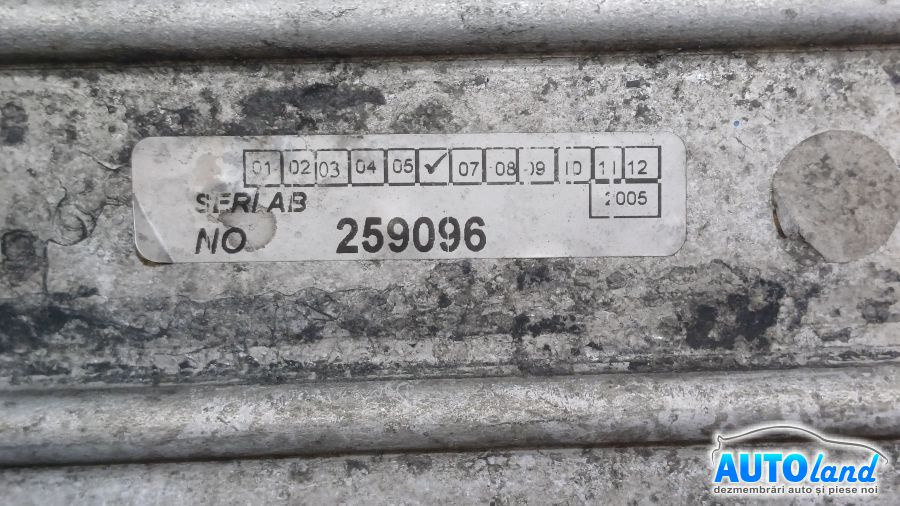 01 02 03 04 05 ✓ 07 08 09 10 11 12
SERI AB 2005
NO 259096
AUTOland
dezmembrări auto și piese noi